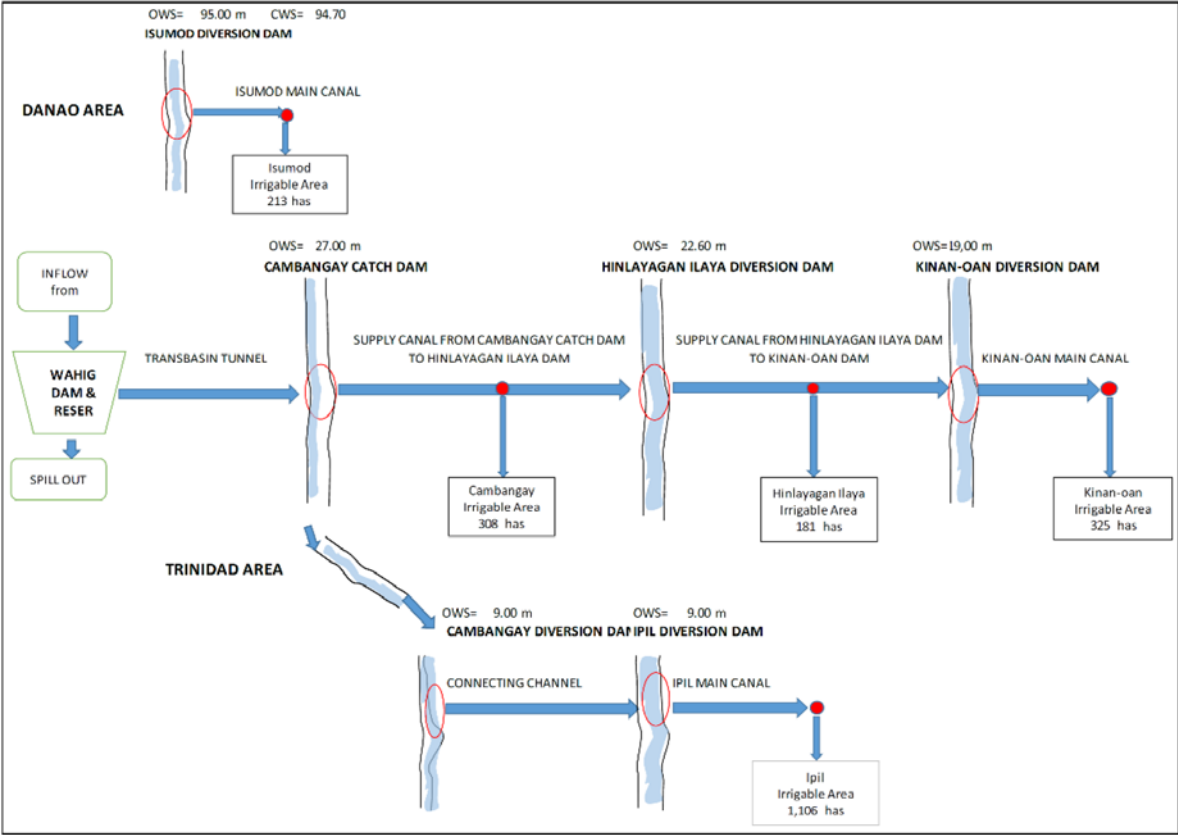 OWS= 95.00 m CWS= 94.70
ISUMOD DIVERSION DAM
DANAO AREA
ISUMOD MAIN CANAL
Isumod
Irrigable Area
213 has
OWS= 27.00 m
CAMBANGAY CATCH DAM
OWS= 22.60 m
HINLAYAGAN ILAYA DIVERSION DAM
OWS=19,00 m
KINAN-OAN DIVERSION DAM
INFLOW
from
WAHIG
DAM &
RESER
SPILL OUT
TRANSBASIN TUNNEL
SUPPLY CANAL FROM CAMBANGAY CATCH DAM
TO HINLAYAGAN ILAYA DAM
SUPPLY CANAL FROM HINLAYAGAN ILAYA DAM
TO KINAN-OAN DAM
KINAN-OAN MAIN CANAL
Cambangay
Irrigable Area
308 has
Hinlayagan Ilaya
Irrigable Area
181 has
Kinan-oan
Irrigable Area
325 has
TRINIDAD AREA
OWS= 9.00 m
CAMBANGAY DIVERSION DAM
OWS= 9.00 m
IPIL DIVERSION DAM
CONNECTING CHANNEL
IPIL MAIN CANAL
Ipil
Irrigable Area
1,106 has